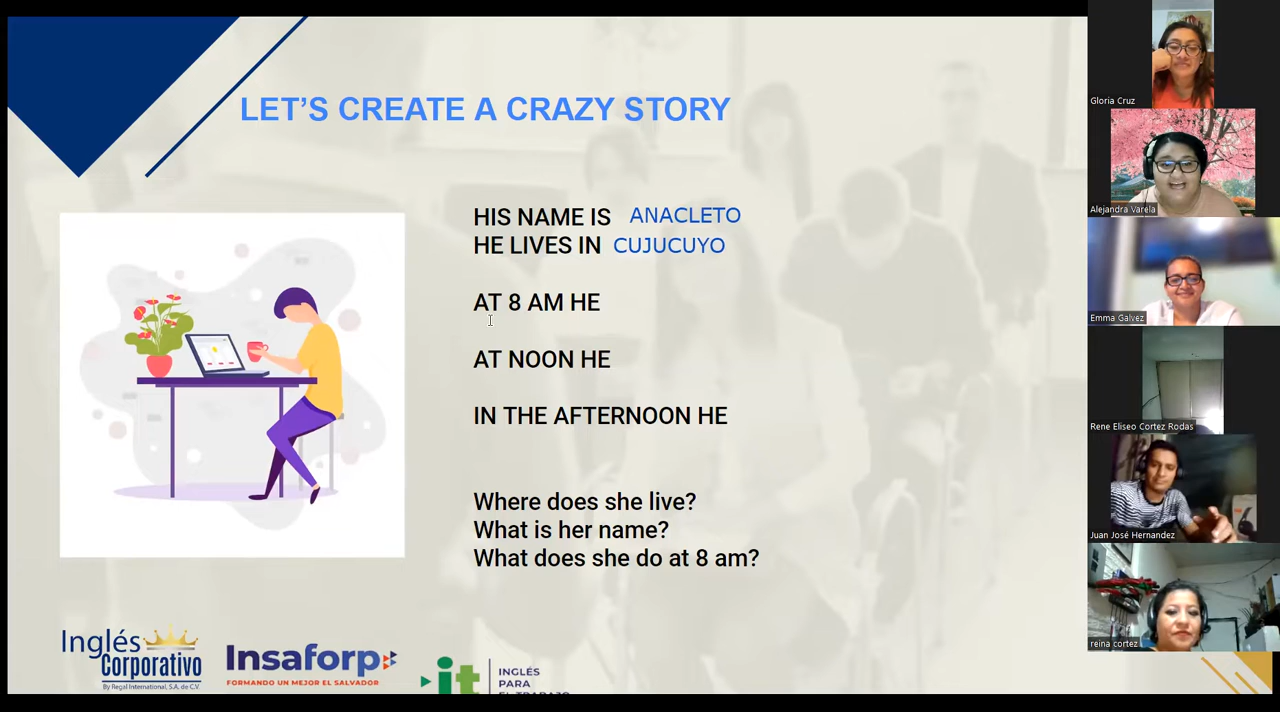 LET'S CREATE A CRAZY STORY
HIS NAME IS ANACLETO
HE LIVES IN CUJUCUYO
AT 8 AM HE
AT NOON HE
IN THE AFTERNOON HE
Where does she live?
What is her name?
What does she do at 8 am?
Inglés
Corporativo
By Regal International, S.A. de C.V.
Insaforp
FORMANDO UN MEJOR EL SALVADOR
it
INGLÉS
PARA
EL TRABAJO
Gloria Cruz
Alejandra Varela
Emma Galvez
Rene Eliseo Cortez Rodas
Juan José Hernandez
reina cortez